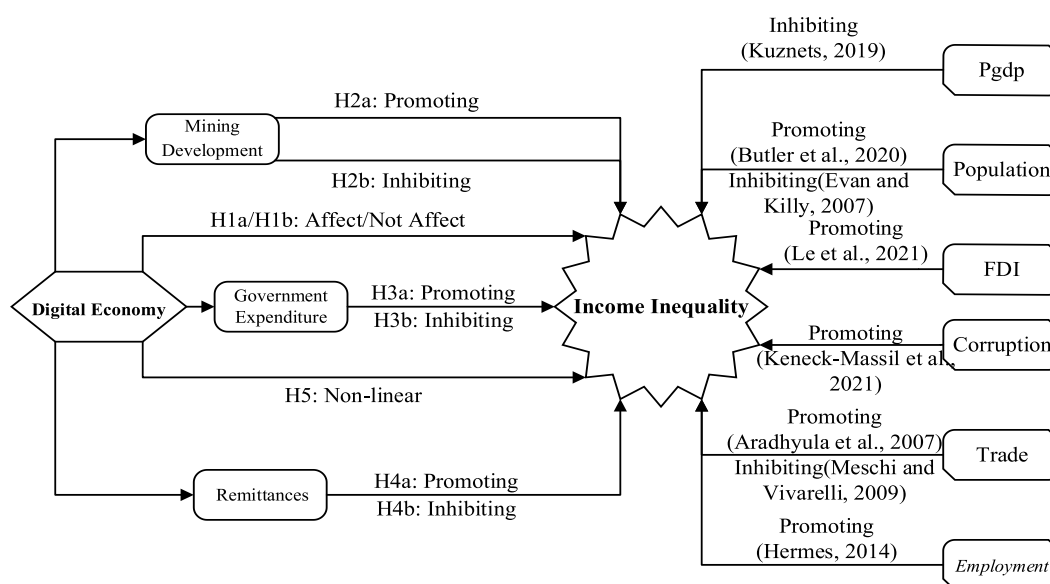 Inhibiting
(Kuznets, 2019)
Pgdp
H2a: Promoting
Mining
Development
H2b: Inhibiting
Promoting
(Butler et al., 2020)
Inhibiting(Evan and
Killy, 2007)
Population
H1a/H1b: Affect/Not Affect
Promoting
(Le et al., 2021)
FDI
Digital Economy
Government
Expenditure
H3a: Promoting
H3b: Inhibiting
Income Inequality
Promoting
(Keneck-Massil et al.,
2021)
Corruption
H5: Non-linear
Promoting
(Aradhyula et al., 2007)
Inhibiting(Meschi and
Vivarelli, 2009)
Trade
Remittances
H4a: Promoting
H4b: Inhibiting
Promoting
(Hermes, 2014)
Employment